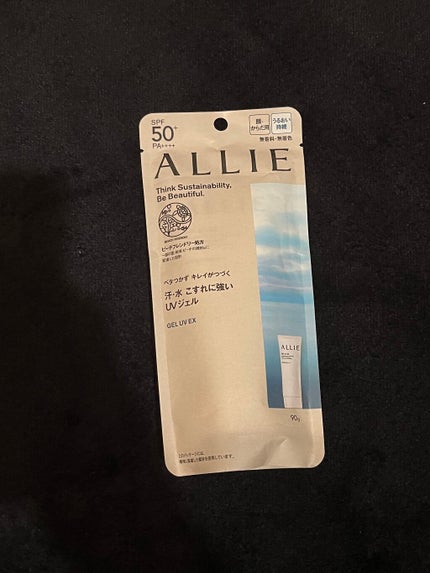 SPF
50+
PA++++
顔・
からだ用
うるおい
持続
無香料・無着色
ALLIE
Think Sustainability,
Be Beautiful.
ビーチフレンドリー処方
ベタつかず キレイがつづく
汗・水 こすれに強い
UVジェル
GEL UV EX
ALLIE
90g